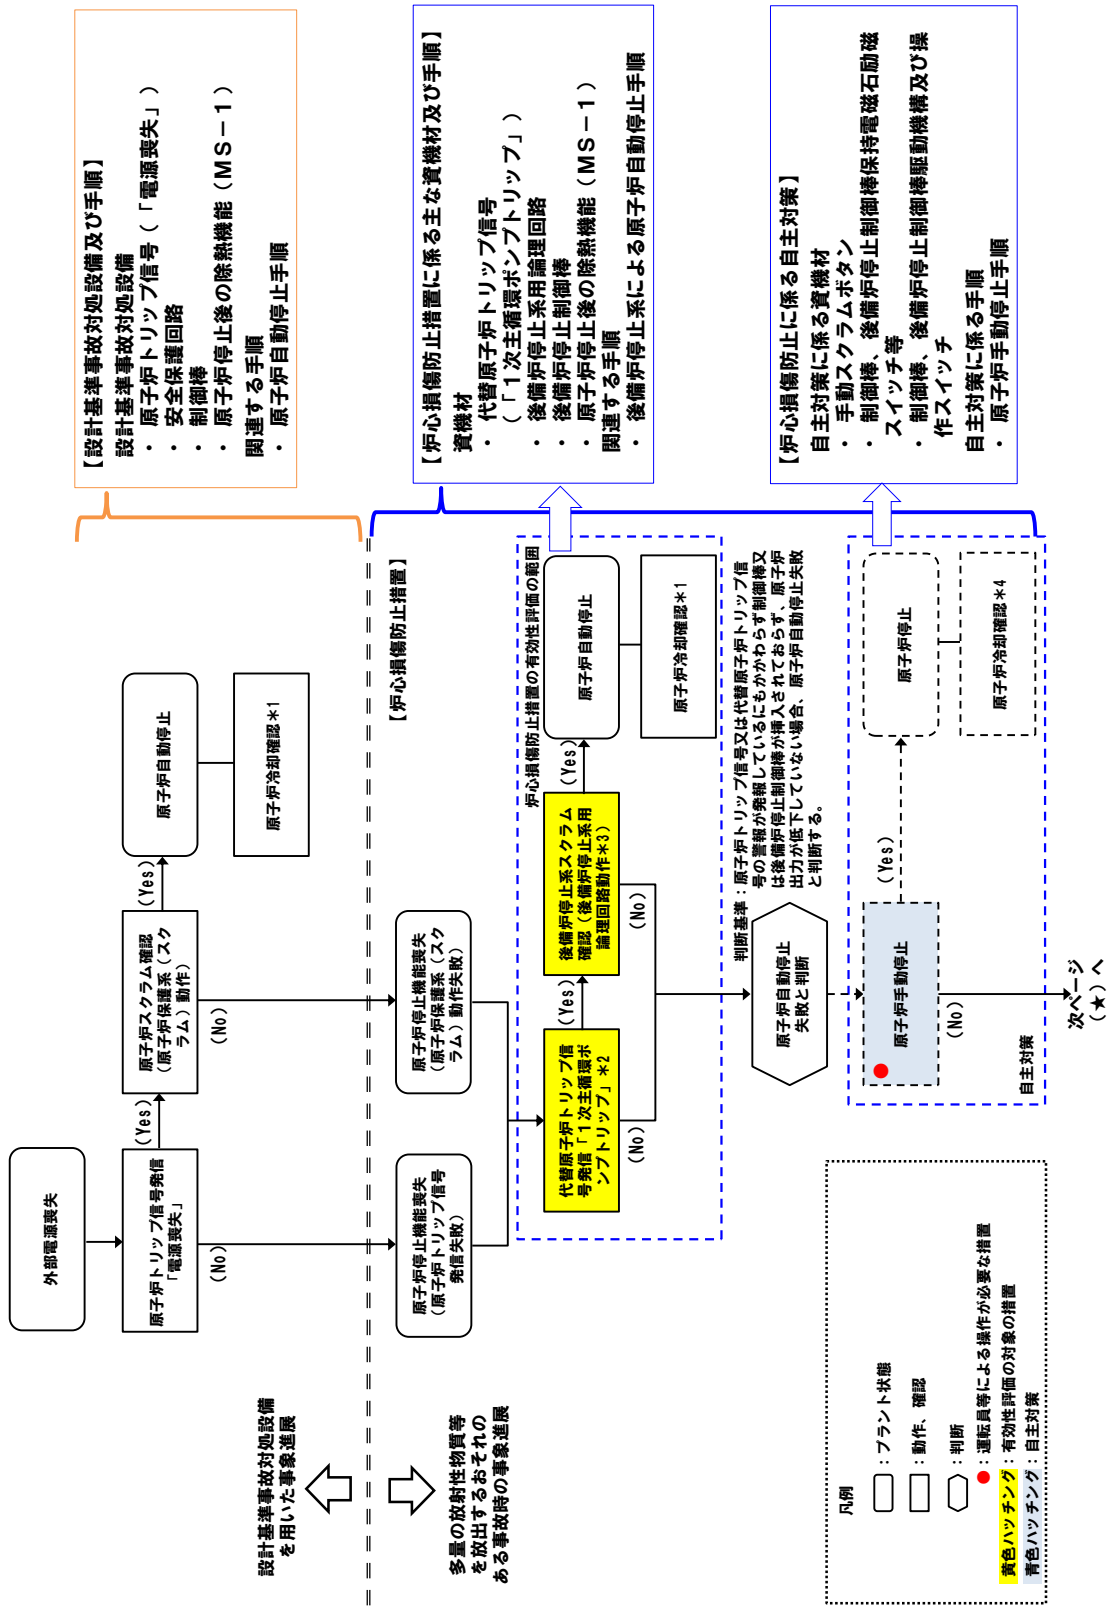 外部電源喪失
原子炉トリップ信号発信
「電源喪失」
(Yes)
(No)
原子炉スクラム確認
(原子炉保護系(スク
ラム)動作)
(Yes)
(No)
原子炉自動停止
原子炉冷却確認*1
【設計基準事故対処設備及び手順】
設計基準事故対処設備
・ 原子炉トリップ信号(「電源喪失」)
・ 安全保護回路
・ 制御棒
・ 原子炉停止後の除熱機能(MS-1)
関連する手順
・ 原子炉自動停止手順
設計基準事故対処設備
を用いた事象進展
多量の放射性物質等
を放出するおそれの
ある事故時の事象進展
【炉心損傷防止措置】
原子炉停止機能喪失
(原子炉トリップ信号
発信失敗)
原子炉停止機能喪失
(原子炉保護系(スク
ラム)動作失敗)
炉心損傷防止措置の有効性評価の範囲
代替原子炉トリップ信
号発信「1次主循環ポ
ンプトリップ」*2
(Yes)
(No)
後備炉停止系スクラム
確認(後備炉停止系用
論理回路動作*3)
(Yes)
(No)
原子炉自動停止
原子炉冷却確認*1
【炉心損傷防止措置に係る主な資機材及び手順】
資機材
・ 代替原子炉トリップ信号
(「1次主循環ポンプトリップ」)
・ 後備炉停止系用論理回路
・ 後備炉停止制御棒
・ 原子炉停止後の除熱機能(MS-1)
関連する手順
・ 後備炉停止系による原子炉自動停止手順
判断基準:原子炉トリップ信号又は代替原子炉トリップ信
号の警報が発報しているにもかかわらず制御棒又
は後備炉停止制御棒が挿入されておらず、原子炉
出力が低下していない場合、原子炉自動停止失敗
と判断する。
原子炉自動停止
失敗と判断
原子炉手動停止
(Yes)
(No)
原子炉停止
原子炉冷却確認*4
自主対策
次ページ
(★)へ
【炉心損傷防止に係る自主対策】
自主対策に係る資機材
・ 手動スクラムボタン
・ 制御棒、後備炉停止制御棒保持電磁石励磁
スイッチ等
・ 制御棒、後備炉停止制御棒駆動機構及び操
作スイッチ
自主対策に係る手順
・ 原子炉手動停止手順
凡例
:プラント状態
:動作、確認
:判断
:運転員等による操作が必要な措置
黄色ハッチング:有効性評価の対象の措置
青色ハッチング:自主対策